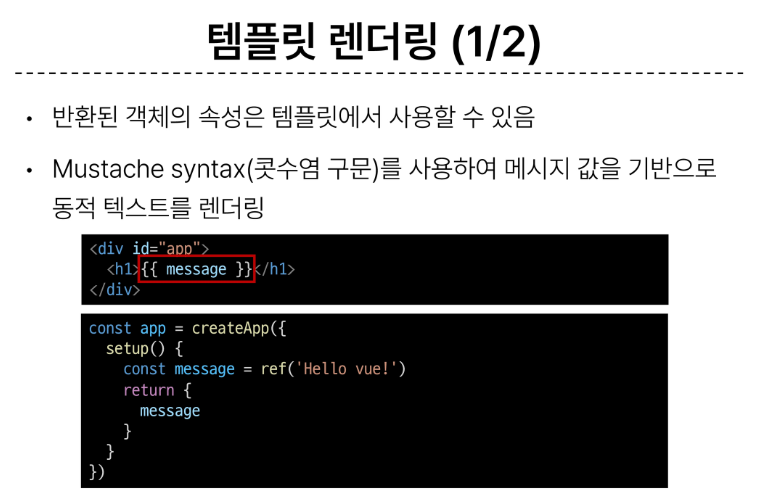 템플릿 렌더링 (1/2)
• 반환된 객체의 속성은 템플릿에서 사용할 수 있음
• Mustache syntax(콧수염 구문)를 사용하여 메시지 값을 기반으로
동적 텍스트를 렌더링
<div id="app">
  <h1>{{ message }}</h1>
</div>
const app = createApp({
  setup() {
    const message = ref('Hello vue!')
    return {
      message
    }
  }
})